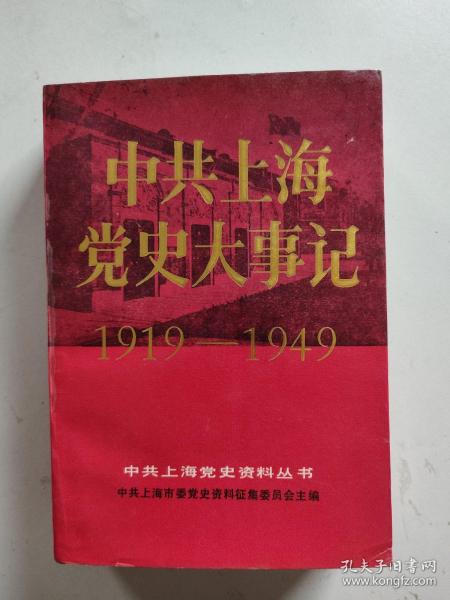 中共上海
党史大事记
1919—1949
中共上海党史资料丛书
中共上海市委党史资料征集委员会主编
孔夫子旧书网
www.kongfz.com